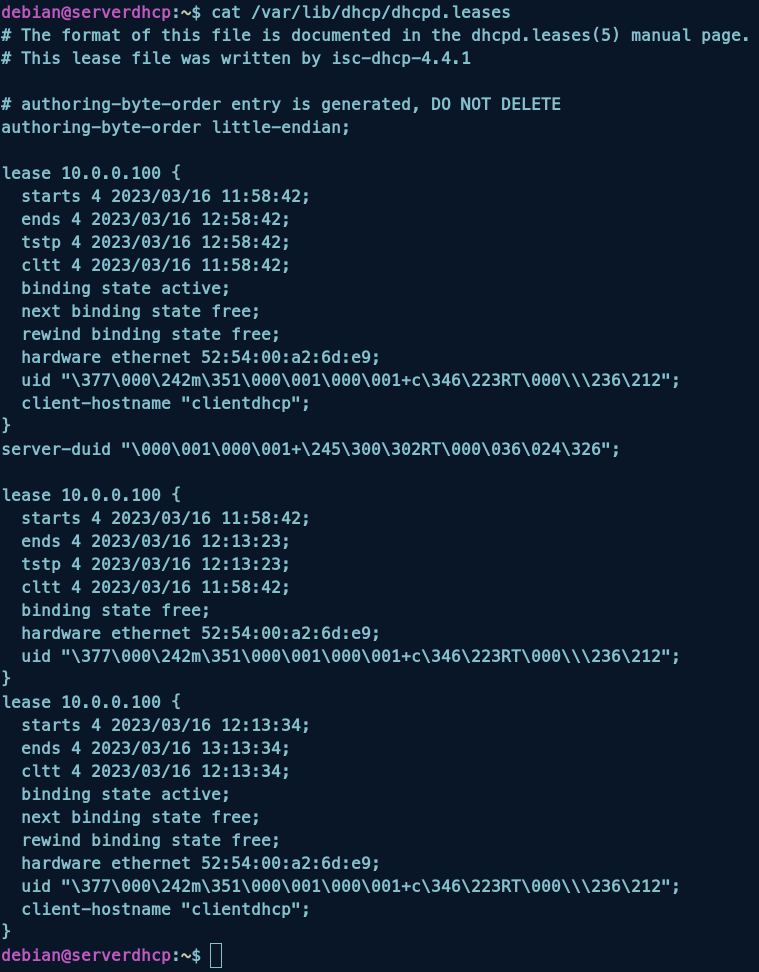 debian@serverdhcp:~$ cat /var/lib/dhcp/dhcpd.leases
# The format of this file is documented in the dhcpd.leases(5) manual page.
# This lease file was written by isc-dhcp-4.4.1

# authoring-byte-order entry is generated, DO NOT DELETE
authoring-byte-order little-endian;

lease 10.0.0.100 {
  starts 4 2023/03/16 11:58:42;
  ends 4 2023/03/16 12:58:42;
  tstp 4 2023/03/16 12:58:42;
  cltt 4 2023/03/16 11:58:42;
  binding state active;
  next binding state free;
  rewind binding state free;
  hardware ethernet 52:54:00:a2:6d:e9;
  uid "\377\000\242m\351\000\001\000\001+c\346\223RT\000\\\236\212";
  client-hostname "clientdhcp";
}
server-duid "\000\001\000\001+\245\300\302RT\000\036\024\326";

lease 10.0.0.100 {
  starts 4 2023/03/16 11:58:42;
  ends 4 2023/03/16 12:13:23;
  tstp 4 2023/03/16 12:13:23;
  cltt 4 2023/03/16 11:58:42;
  binding state free;
  hardware ethernet 52:54:00:a2:6d:e9;
  uid "\377\000\242m\351\000\001\000\001+c\346\223RT\000\\\236\212";
}
lease 10.0.0.100 {
  starts 4 2023/03/16 12:13:34;
  ends 4 2023/03/16 13:13:34;
  cltt 4 2023/03/16 12:13:34;
  binding state active;
  next binding state free;
  rewind binding state free;
  hardware ethernet 52:54:00:a2:6d:e9;
  uid "\377\000\242m\351\000\001\000\001+c\346\223RT\000\\\236\212";
  client-hostname "clientdhcp";
}
debian@serverdhcp:~$